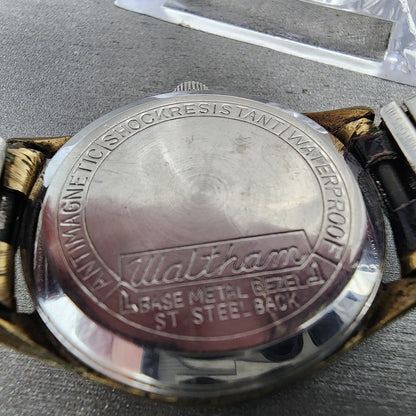 ANTIMAGNETIC SHOCKRESISTANT WATERPROOF
Waltham
BASE METAL BEZEL
ST STEEL BACK